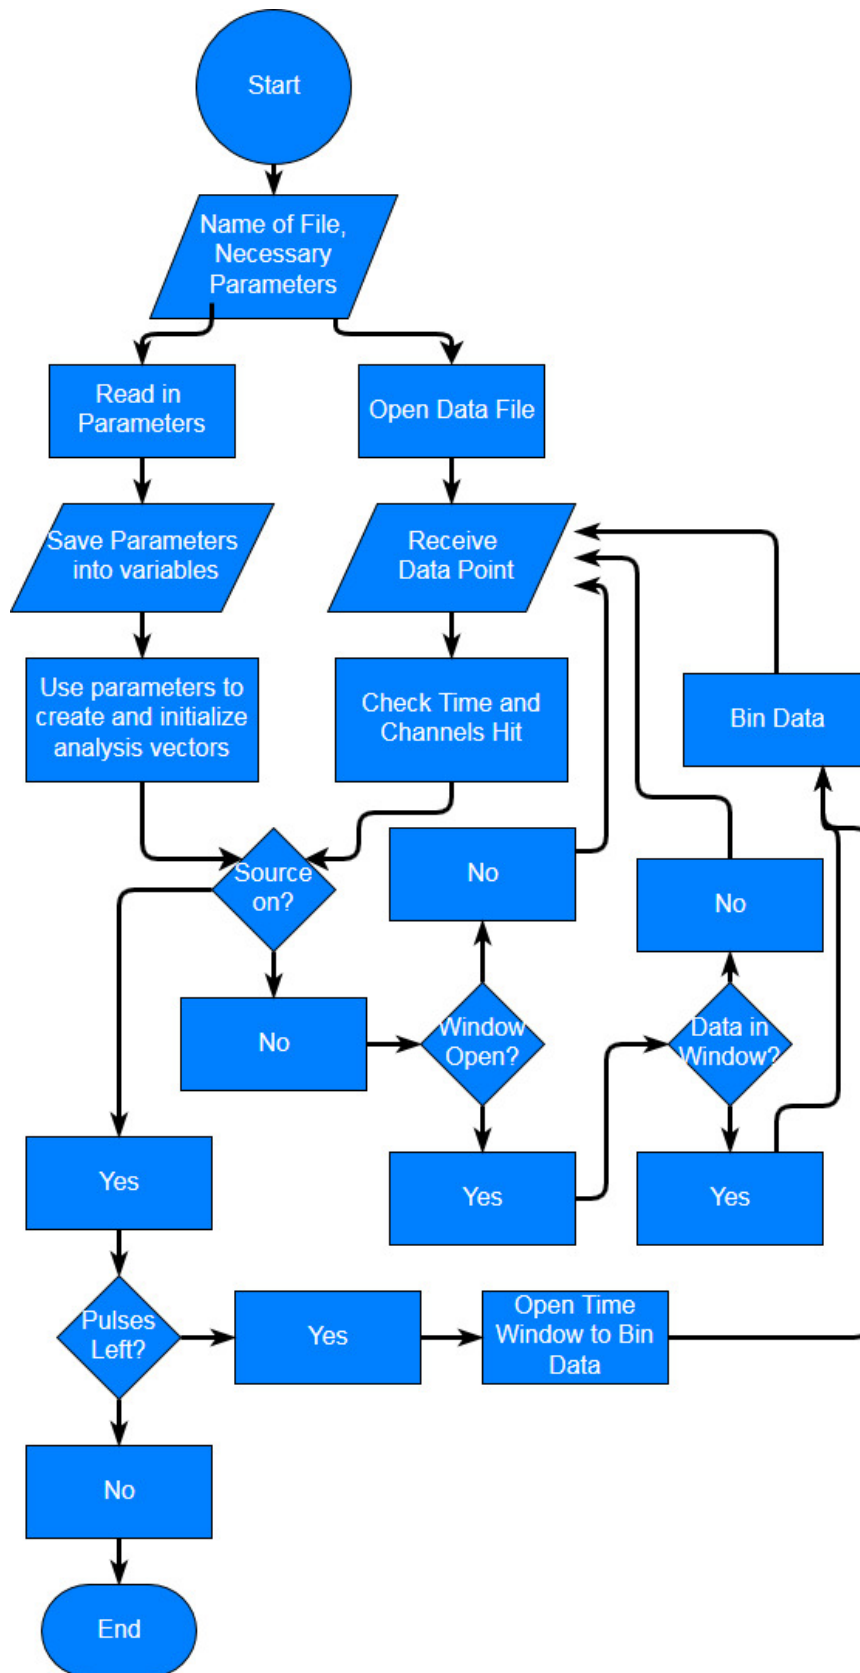 Start
Name of File,
Necessary
Parameters
Read in
Parameters
Open Data File
Save Parameters
into variables
Receive
Data Point
Use parameters to
create and initialize
analysis vectors
Check Time and
Channels Hit
Bin Data
Source
on?
No
No
No
Window
Open?
Data in
Window?
Yes
Yes
Yes
Pulses
Left?
Yes
Open Time
Window to Bin
Data
No
End